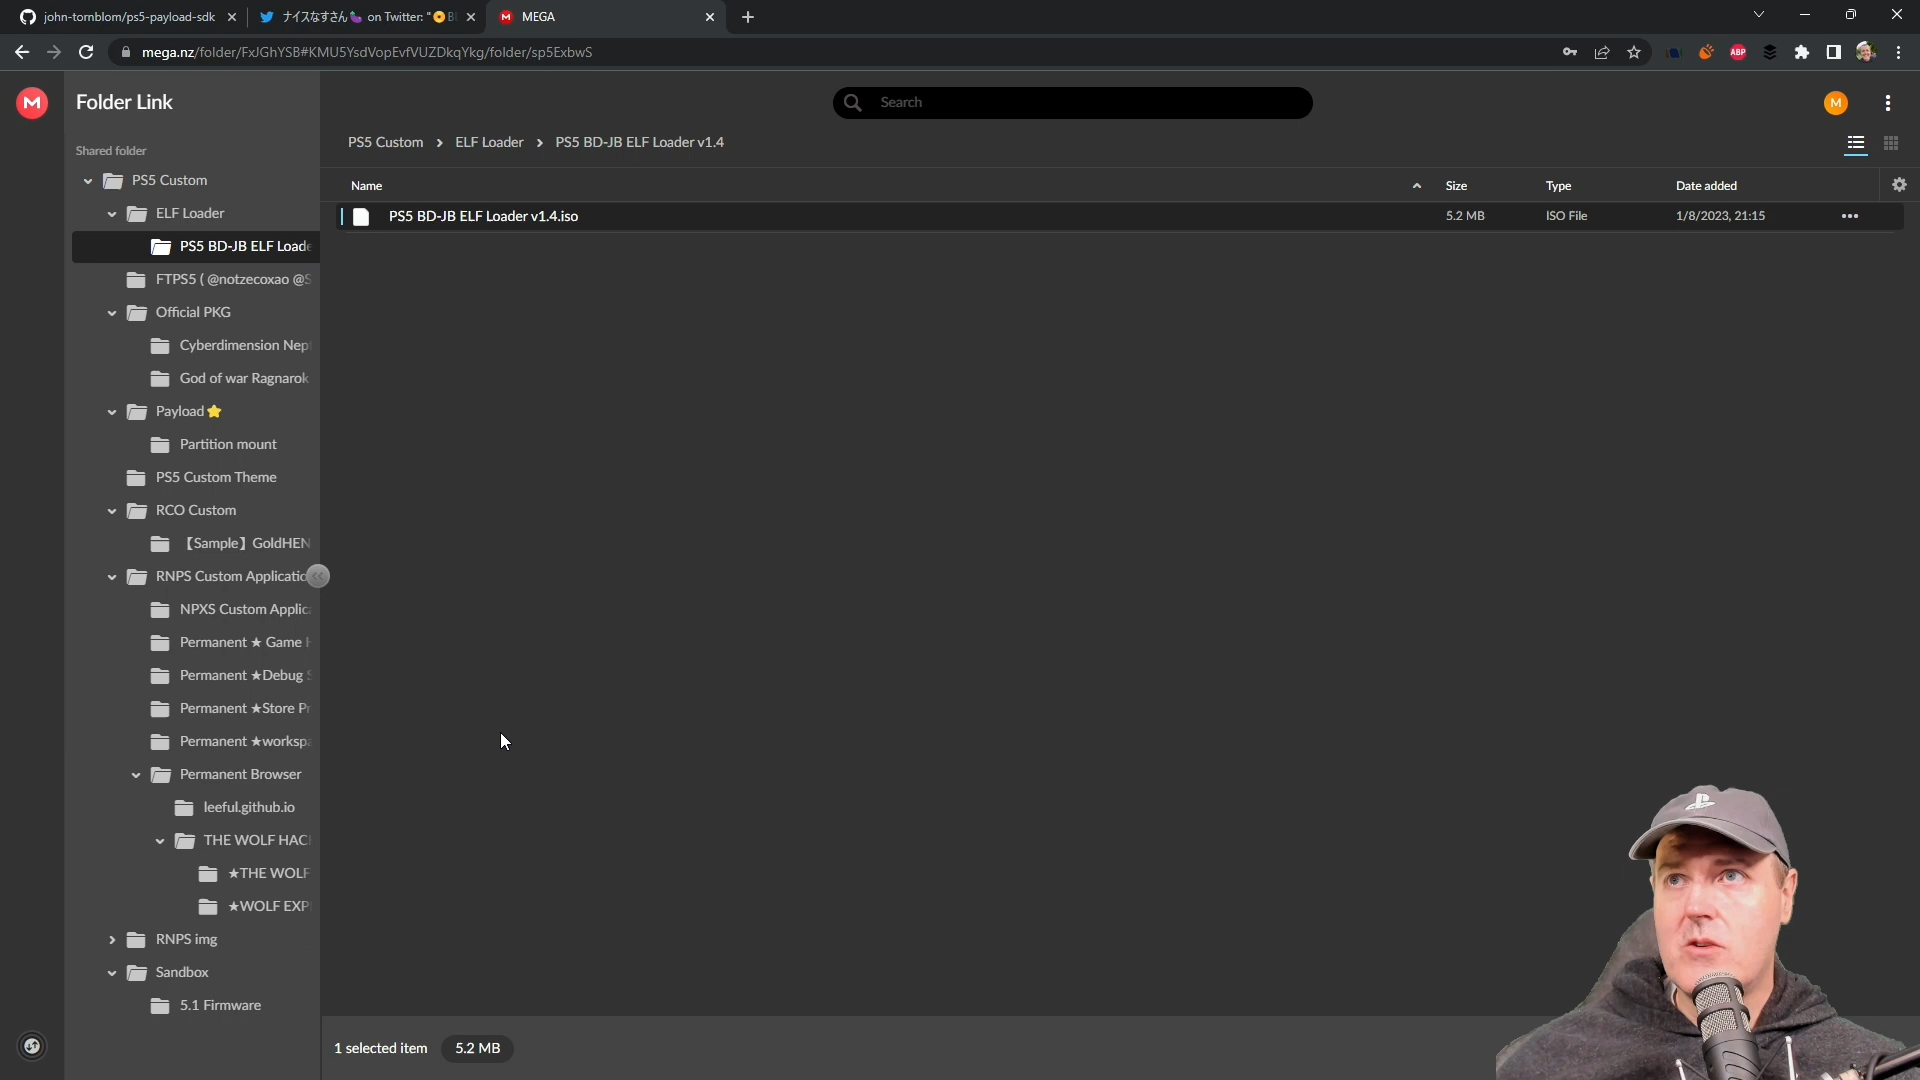 john-tornblom/ps5-payload-sdk
ナイスなすさん🍆 on Twitter: "
MEGA
mega.nz/folder/FxJGhYSB#KMU5YsdVopEvfVUZDkqYkg/folder/sp5ExbwS
ABP
M
Folder Link
Search
M
Shared folder
PS5 Custom > ELF Loader > PS5 BD-JB ELF Loader v1.4
PS5 Custom
Name Size Type Date added
ELF Loader
PS5 BD-JB ELF Loader v1.4.iso 5.2 MB ISO File 1/8/2023, 21:15
PS5 BD-JB ELF Loade
FTPS5 ( @notzecoxao @S
Official PKG
Cyberdimension Nep
God of war Ragnarok
Payload⭐
Partition mount
PS5 Custom Theme
RCO Custom
【Sample】GoldHEN
RNPS Custom Applicatio
NPXS Custom Applic
Permanent ★ Game
Permanent ★Debug
Permanent ★Store Pr
Permanent ★workspa
Permanent Browser
leeful.github.io
THE WOLF HAC
★THE WOLF
★WOLF EXP
RNPS img
Sandbox
5.1 Firmware
1 selected item 5.2 MB